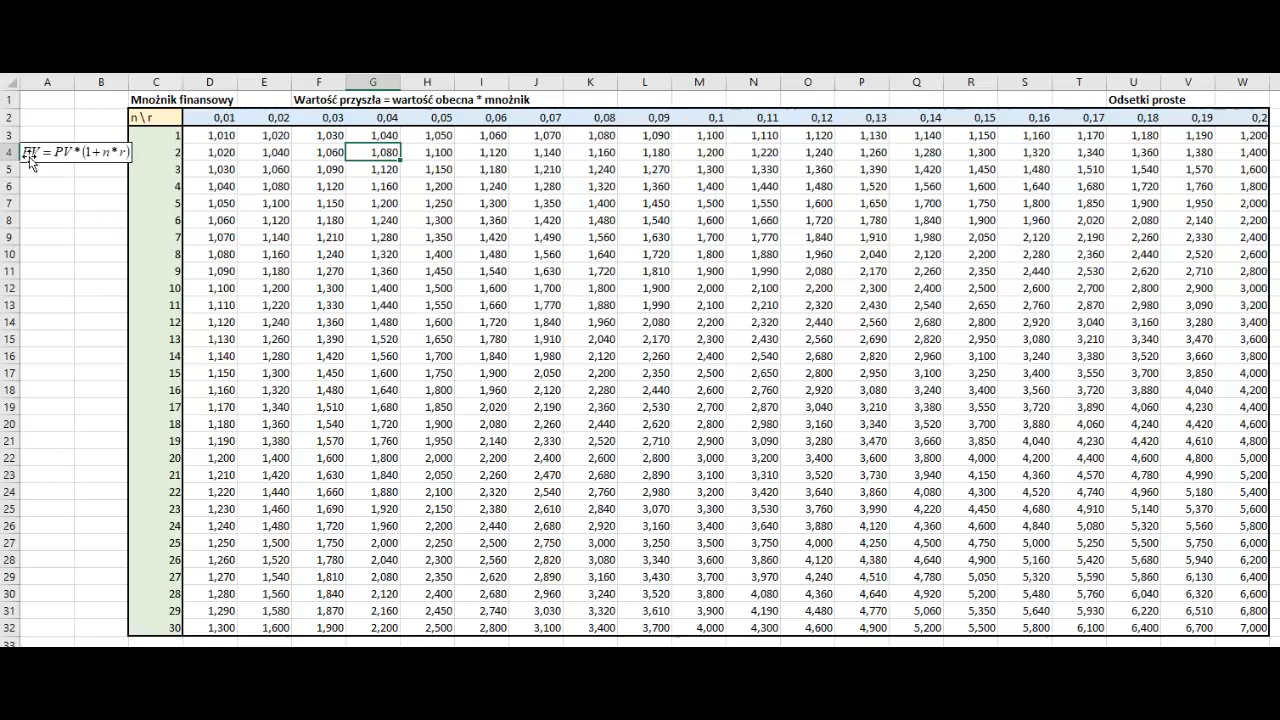 A B C D E F G H I J K L M N O P Q R S T U V W
1 Mnożnik finansowy Wartość przyszła = wartość obecna * mnożnik Odsetki proste
2 n \ r 0,01 0,02 0,03 0,04 0,05 0,06 0,07 0,08 0,09 0,1 0,11 0,12 0,13 0,14 0,15 0,16 0,17 0,18 0,19 0,2
3 1 1,010 1,020 1,030 1,040 1,050 1,060 1,070 1,080 1,090 1,100 1,110 1,120 1,130 1,140 1,150 1,160 1,170 1,180 1,190 1,200
4 FV = PV * (1+ n * r) 2 1,020 1,040 1,060 1,080 1,100 1,120 1,140 1,160 1,180 1,200 1,220 1,240 1,260 1,280 1,300 1,320 1,340 1,360 1,380 1,400
5 3 1,030 1,060 1,090 1,120 1,150 1,180 1,210 1,240 1,270 1,300 1,330 1,360 1,390 1,420 1,450 1,480 1,510 1,540 1,570 1,600
6 4 1,040 1,080 1,120 1,160 1,200 1,240 1,280 1,320 1,360 1,400 1,440 1,480 1,520 1,560 1,600 1,640 1,680 1,720 1,760 1,800
7 5 1,050 1,100 1,150 1,200 1,250 1,300 1,350 1,400 1,450 1,500 1,550 1,600 1,650 1,700 1,750 1,800 1,850 1,900 1,950 2,000
8 6 1,060 1,120 1,180 1,240 1,300 1,360 1,420 1,480 1,540 1,600 1,660 1,720 1,780 1,840 1,900 1,960 2,020 2,080 2,140 2,200
9 7 1,070 1,140 1,210 1,280 1,350 1,420 1,490 1,560 1,630 1,700 1,770 1,840 1,910 1,980 2,050 2,120 2,190 2,260 2,330 2,400
10 8 1,080 1,160 1,240 1,320 1,400 1,480 1,560 1,640 1,720 1,800 1,880 1,960 2,040 2,120 2,200 2,280 2,360 2,440 2,520 2,600
11 9 1,090 1,180 1,270 1,360 1,450 1,540 1,630 1,720 1,810 1,900 1,990 2,080 2,170 2,260 2,350 2,440 2,530 2,620 2,710 2,800
12 10 1,100 1,200 1,300 1,400 1,500 1,600 1,700 1,800 1,900 2,000 2,100 2,200 2,300 2,400 2,500 2,600 2,700 2,800 2,900 3,000
13 11 1,110 1,220 1,330 1,440 1,550 1,660 1,770 1,880 1,990 2,100 2,210 2,320 2,430 2,540 2,650 2,760 2,870 2,980 3,090 3,200
14 12 1,120 1,240 1,360 1,480 1,600 1,720 1,840 1,960 2,080 2,200 2,320 2,440 2,560 2,680 2,800 2,920 3,040 3,160 3,280 3,400
15 13 1,130 1,260 1,390 1,520 1,650 1,780 1,910 2,040 2,170 2,300 2,430 2,560 2,690 2,820 2,950 3,080 3,210 3,340 3,470 3,600
16 14 1,140 1,280 1,420 1,560 1,700 1,840 1,980 2,120 2,260 2,400 2,540 2,680 2,820 2,960 3,100 3,240 3,380 3,520 3,660 3,800
17 15 1,150 1,300 1,450 1,600 1,750 1,900 2,050 2,200 2,350 2,500 2,650 2,800 2,950 3,100 3,250 3,400 3,550 3,700 3,850 4,000
18 16 1,160 1,320 1,480 1,640 1,800 1,960 2,120 2,280 2,440 2,600 2,760 2,920 3,080 3,240 3,400 3,560 3,720 3,880 4,040 4,200
19 17 1,170 1,340 1,510 1,680 1,850 2,020 2,190 2,360 2,530 2,700 2,870 3,040 3,210 3,380 3,550 3,720 3,890 4,060 4,230 4,400
20 18 1,180 1,360 1,540 1,720 1,900 2,080 2,260 2,440 2,620 2,800 2,980 3,160 3,340 3,520 3,700 3,880 4,060 4,240 4,420 4,600
21 19 1,190 1,380 1,570 1,760 1,950 2,140 2,330 2,520 2,710 2,900 3,090 3,280 3,470 3,660 3,850 4,040 4,230 4,420 4,610 4,800
22 20 1,200 1,400 1,600 1,800 2,000 2,200 2,400 2,600 2,800 3,000 3,200 3,400 3,600 3,800 4,000 4,200 4,400 4,600 4,800 5,000
23 21 1,210 1,420 1,630 1,840 2,050 2,260 2,470 2,680 2,890 3,100 3,310 3,520 3,730 3,940 4,150 4,360 4,570 4,780 4,990 5,200
24 22 1,220 1,440 1,660 1,880 2,100 2,320 2,540 2,760 2,980 3,200 3,420 3,640 3,860 4,080 4,300 4,520 4,740 4,960 5,180 5,400
25 23 1,230 1,460 1,690 1,920 2,150 2,380 2,610 2,840 3,070 3,300 3,530 3,760 3,990 4,220 4,450 4,680 4,910 5,140 5,370 5,600
26 24 1,240 1,480 1,720 1,960 2,200 2,440 2,680 2,920 3,160 3,400 3,640 3,880 4,120 4,360 4,600 4,840 5,080 5,320 5,560 5,800
27 25 1,250 1,500 1,750 2,000 2,250 2,500 2,750 3,000 3,250 3,500 3,750 4,000 4,250 4,500 4,750 5,000 5,250 5,500 5,750 6,000
28 26 1,260 1,520 1,780 2,040 2,300 2,560 2,820 3,080 3,340 3,600 3,860 4,120 4,380 4,640 4,900 5,160 5,420 5,680 5,940 6,200
29 27 1,270 1,540 1,810 2,080 2,350 2,620 2,890 3,160 3,430 3,700 3,970 4,240 4,510 4,780 5,050 5,320 5,590 5,860 6,130 6,400
30 28 1,280 1,560 1,840 2,120 2,400 2,680 2,960 3,240 3,520 3,800 4,080 4,360 4,640 4,920 5,200 5,480 5,760 6,040 6,320 6,600
31 29 1,290 1,580 1,870 2,160 2,450 2,740 3,030 3,320 3,610 3,900 4,190 4,480 4,770 5,060 5,350 5,640 5,930 6,220 6,510 6,800
32 30 1,300 1,600 1,900 2,200 2,500 2,800 3,100 3,400 3,700 4,000 4,300 4,600 4,900 5,200 5,500 5,800 6,100 6,400 6,700 7,000
33